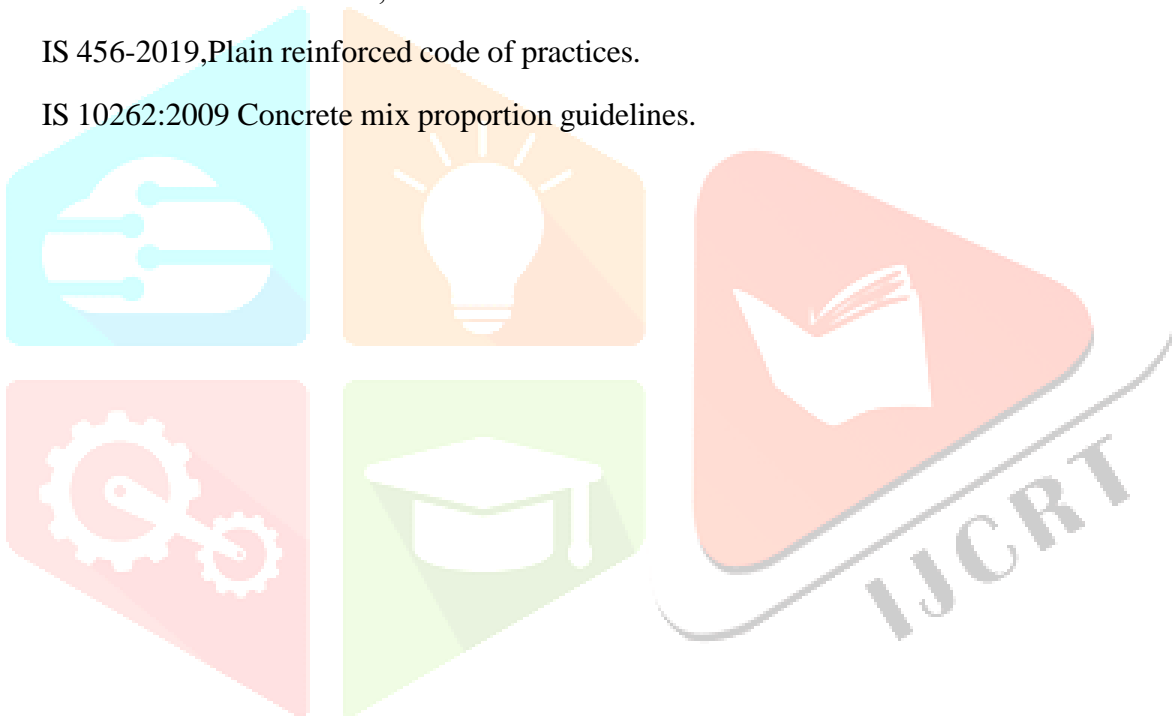 IS 456-2019,Plain reinforced code of practices.
IS 10262:2009 Concrete mix proportion guidelines.
IJCRT